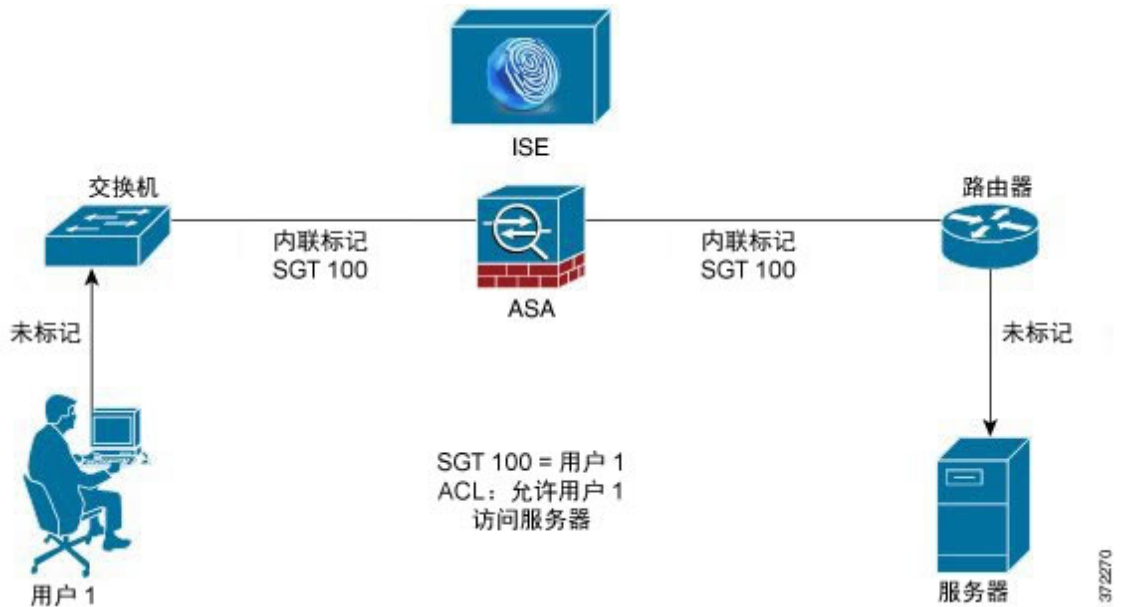 ISE
交换机
路由器
内联标记
SGT 100
内联标记
SGT 100
ASA
未标记
未标记
SGT 100 = 用户 1
ACL：允许用户 1
访问服务器
用户 1
服务器
372270